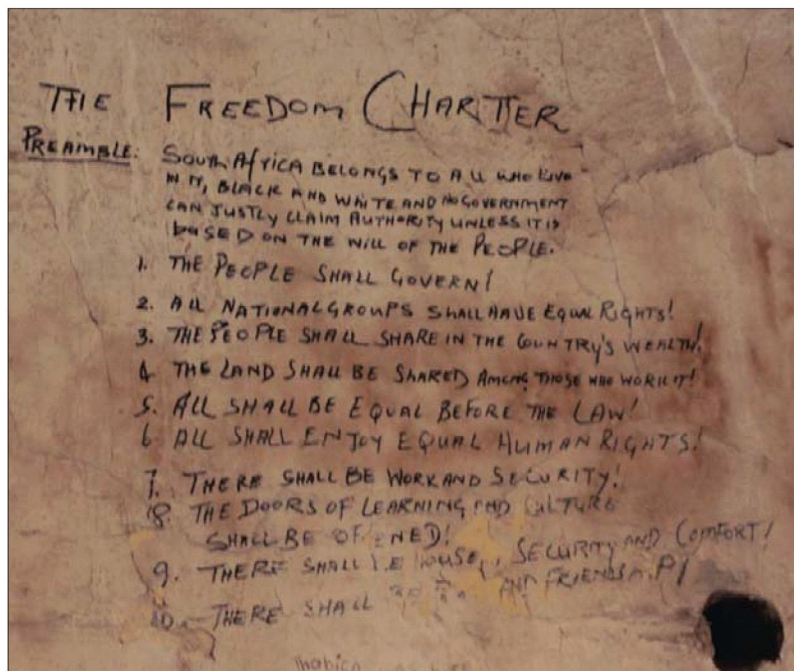 THE FREEDOM CHARTER
PREAMBLE: SOUTH AFRICA BELONGS TO ALL WHO LIVE
IN IT, BLACK AND WHITE AND NO GOVERNMENT
CAN JUSTLY CLAIM AUTHORITY UNLESS IT IS
BASED ON THE WILL OF THE PEOPLE.
1. THE PEOPLE SHALL GOVERN!
2. ALL NATIONAL GROUPS SHALL HAVE EQUAL RIGHTS!
3. THE PEOPLE SHALL SHARE IN THE COUNTRY'S WEALTH!
4 THE LAND SHALL BE SHARED AMONG THOSE WHO WORK IT!
5. ALL SHALL BE EQUAL BEFORE THE LAW!
6 ALL SHALL ENJOY EQUAL HUMAN RIGHTS!
7. THERE SHALL BE WORK AND SECURITY!
8. THE DOORS OF LEARNING AND CULTURE
SHALL BE OPENED!
9. THERE SHALL BE HOUSES, SECURITY AND COMFORT!
10. THERE SHALL BE AND FRIENDSHIP!